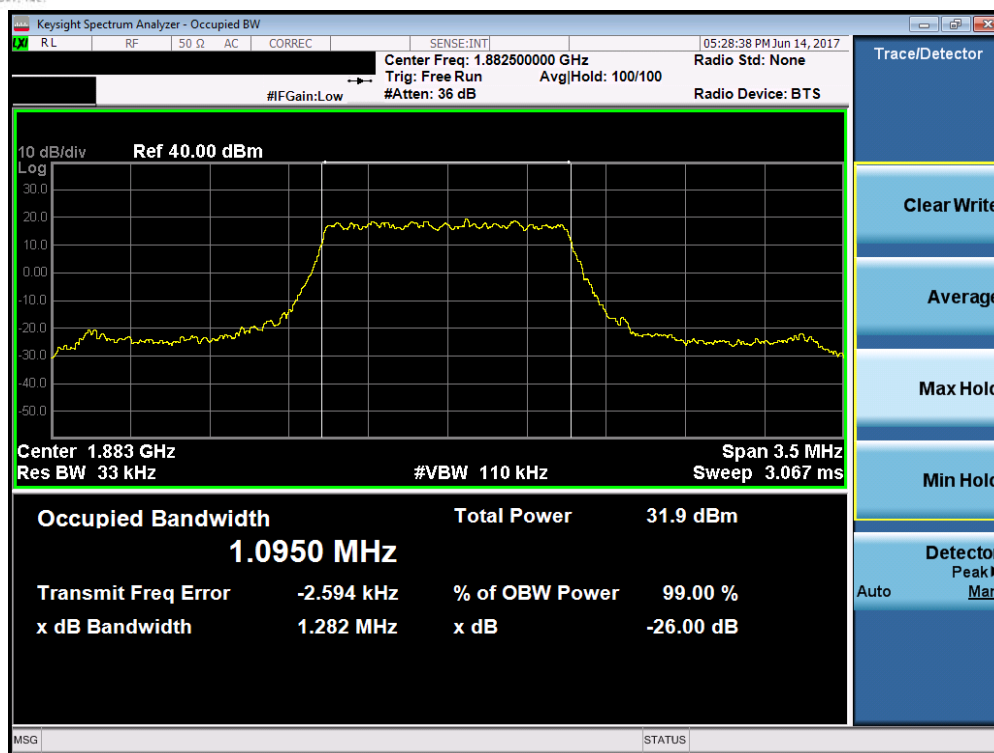 Keysight Spectrum Analyzer - Occupied BW
LXI RL RF 50 Ω AC CORREC SENSE:INT 05:28:38 PM Jun 14, 2017
Center Freq: 1.882500000 GHz Radio Std: None
Trig: Free Run Avg|Hold: 100/100
#IFGain:Low #Atten: 36 dB Radio Device: BTS
Trace/Detector
10 dB/div Ref 40.00 dBm
Log
30.0
20.0
10.0
0.00
-10.0
-20.0
-30.0
-40.0
-50.0
Center 1.883 GHz Span 3.5 MHz
Res BW 33 kHz #VBW 110 kHz Sweep 3.067 ms
Occupied Bandwidth Total Power 31.9 dBm
1.0950 MHz
Transmit Freq Error -2.594 kHz % of OBW Power 99.00 %
x dB Bandwidth 1.282 MHz x dB -26.00 dB
Clear Write
Average
Max Hold
Min Hold
Detector
Peak
Auto Man
MSG STATUS